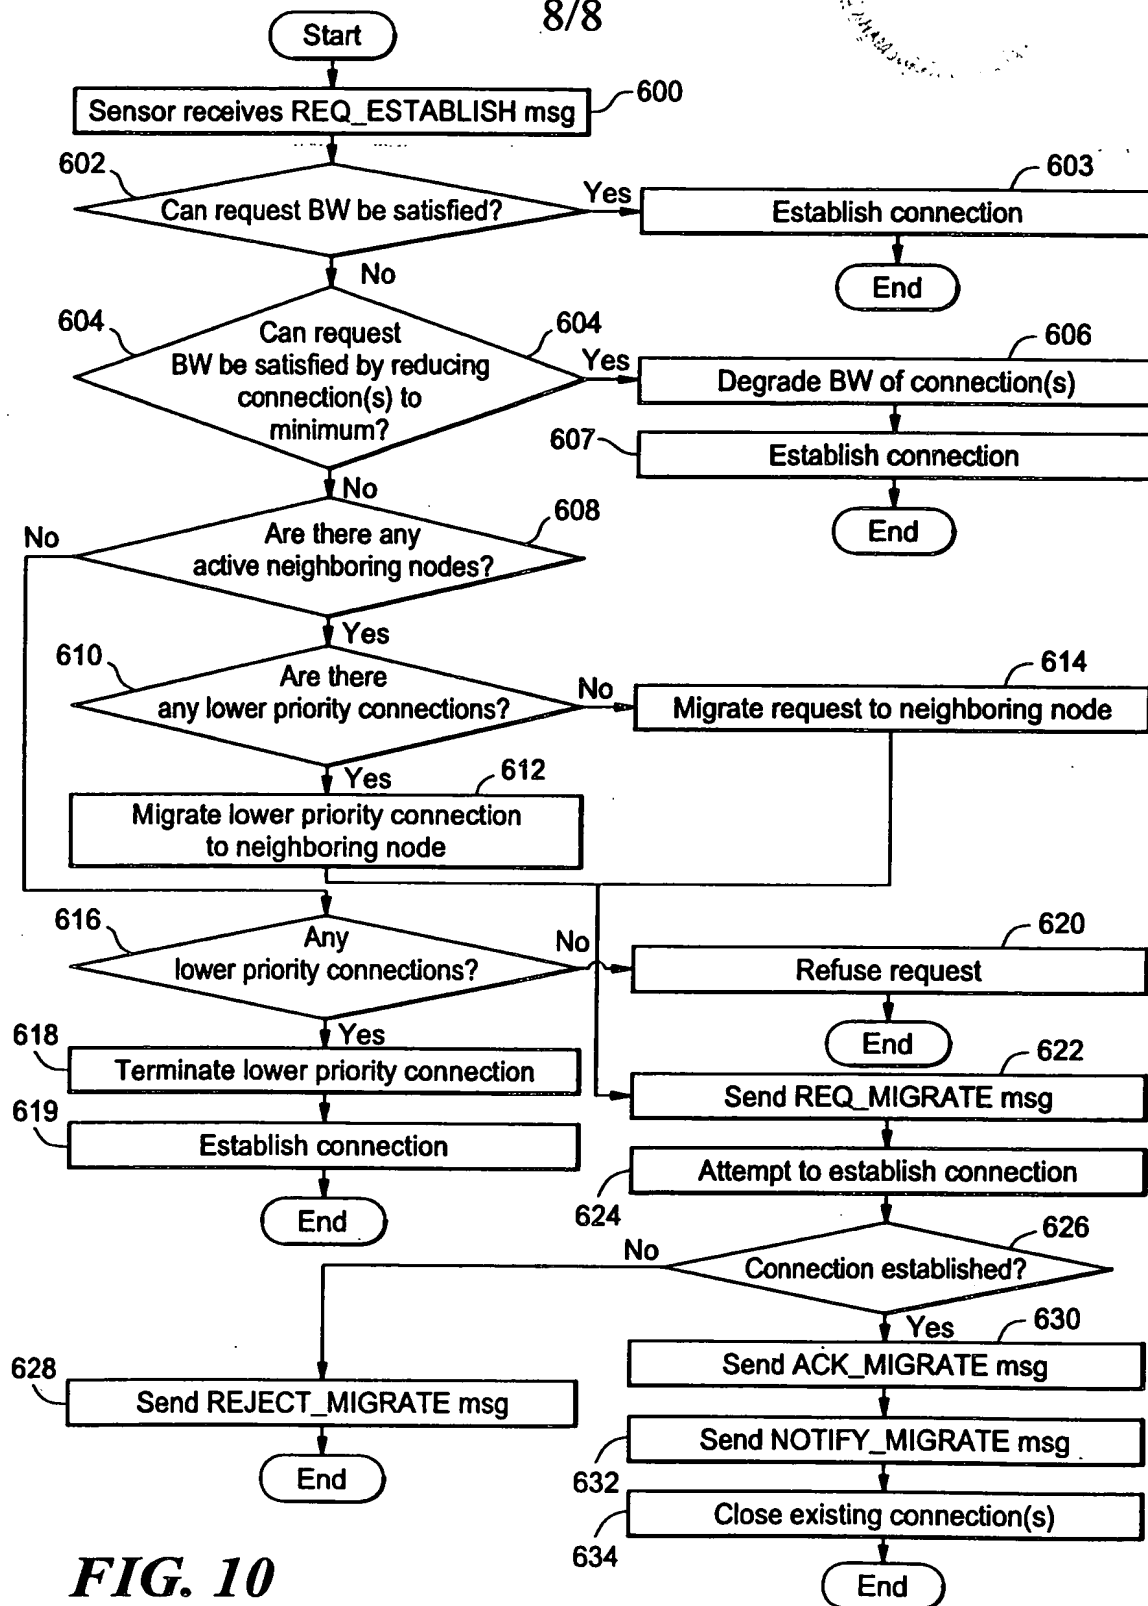 8/8
Start
Sensor receives REQ_ESTABLISH msg
600
602
Can request BW be satisfied?
Yes
603
Establish connection
End
No
604
Can request
BW be satisfied by reducing
connection(s) to
minimum?
604
Yes
606
Degrade BW of connection(s)
607
Establish connection
End
No
608
Are there any
active neighboring nodes?
No
Yes
610
Are there
any lower priority connections?
No
614
Migrate request to neighboring node
Yes
612
Migrate lower priority connection
to neighboring node
616
Any
lower priority connections?
No
620
Refuse request
End
Yes
618
Terminate lower priority connection
619
Establish connection
End
622
Send REQ_MIGRATE msg
Attempt to establish connection
624
626
Connection established?
No
Yes
628
Send REJECT_MIGRATE msg
End
630
Send ACK_MIGRATE msg
Send NOTIFY_MIGRATE msg
632
Close existing connection(s)
634
End
FIG. 10